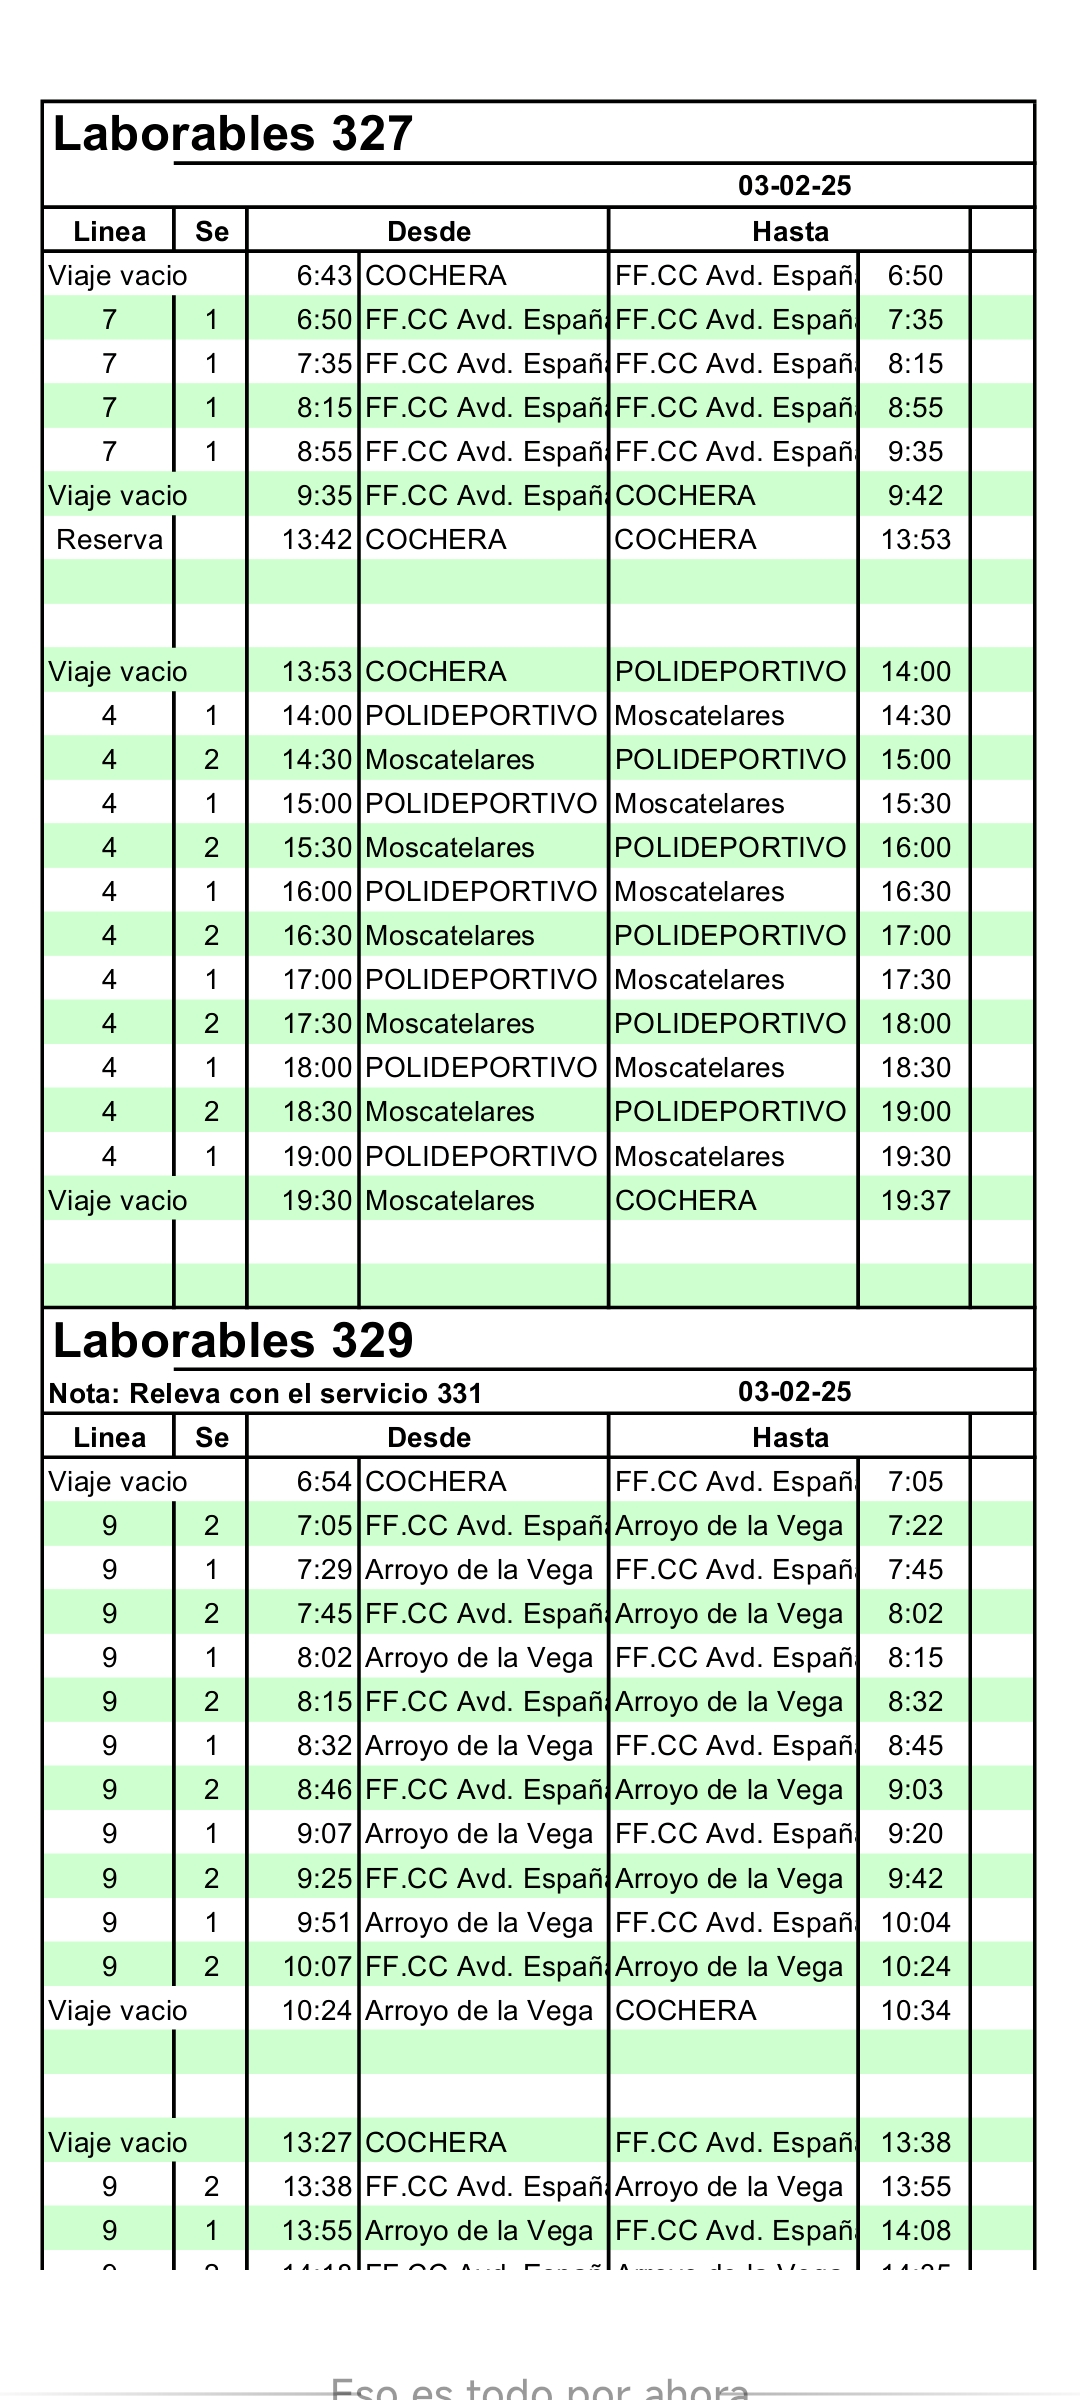 Laborables 327
03-02-25
Linea Se Desde Hasta
Viaje vacio 6:43 COCHERA FF.CC Avd. Españ 6:50
7 1 6:50 FF.CC Avd. Españ FF.CC Avd. Españ 7:35
7 1 7:35 FF.CC Avd. Españ FF.CC Avd. Españ 8:15
7 1 8:15 FF.CC Avd. Españ FF.CC Avd. Españ 8:55
7 1 8:55 FF.CC Avd. Españ FF.CC Avd. Españ 9:35
Viaje vacio 9:35 FF.CC Avd. Españ COCHERA 9:42
Reserva 13:42 COCHERA COCHERA 13:53
Viaje vacio 13:53 COCHERA POLIDEPORTIVO 14:00
4 1 14:00 POLIDEPORTIVO Moscatelares 14:30
4 2 14:30 Moscatelares POLIDEPORTIVO 15:00
4 1 15:00 POLIDEPORTIVO Moscatelares 15:30
4 2 15:30 Moscatelares POLIDEPORTIVO 16:00
4 1 16:00 POLIDEPORTIVO Moscatelares 16:30
4 2 16:30 Moscatelares POLIDEPORTIVO 17:00
4 1 17:00 POLIDEPORTIVO Moscatelares 17:30
4 2 17:30 Moscatelares POLIDEPORTIVO 18:00
4 1 18:00 POLIDEPORTIVO Moscatelares 18:30
4 2 18:30 Moscatelares POLIDEPORTIVO 19:00
4 1 19:00 POLIDEPORTIVO Moscatelares 19:30
Viaje vacio 19:30 Moscatelares COCHERA 19:37
Laborables 329
Nota: Releva con el servicio 331 03-02-25
Linea Se Desde Hasta
Viaje vacio 6:54 COCHERA FF.CC Avd. Españ 7:05
9 2 7:05 FF.CC Avd. Españ Arroyo de la Vega 7:22
9 1 7:29 Arroyo de la Vega FF.CC Avd. Españ 7:45
9 2 7:45 FF.CC Avd. Españ Arroyo de la Vega 8:02
9 1 8:02 Arroyo de la Vega FF.CC Avd. Españ 8:15
9 2 8:15 FF.CC Avd. Españ Arroyo de la Vega 8:32
9 1 8:32 Arroyo de la Vega FF.CC Avd. Españ 8:45
9 2 8:46 FF.CC Avd. Españ Arroyo de la Vega 9:03
9 1 9:07 Arroyo de la Vega FF.CC Avd. Españ 9:20
9 2 9:25 FF.CC Avd. Españ Arroyo de la Vega 9:42
9 1 9:51 Arroyo de la Vega FF.CC Avd. Españ 10:04
9 2 10:07 FF.CC Avd. Españ Arroyo de la Vega 10:24
Viaje vacio 10:24 Arroyo de la Vega COCHERA 10:34
Viaje vacio 13:27 COCHERA FF.CC Avd. Españ 13:38
9 2 13:38 FF.CC Avd. Españ Arroyo de la Vega 13:55
9 1 13:55 Arroyo de la Vega FF.CC Avd. Españ 14:08
Eso es todo por ahora